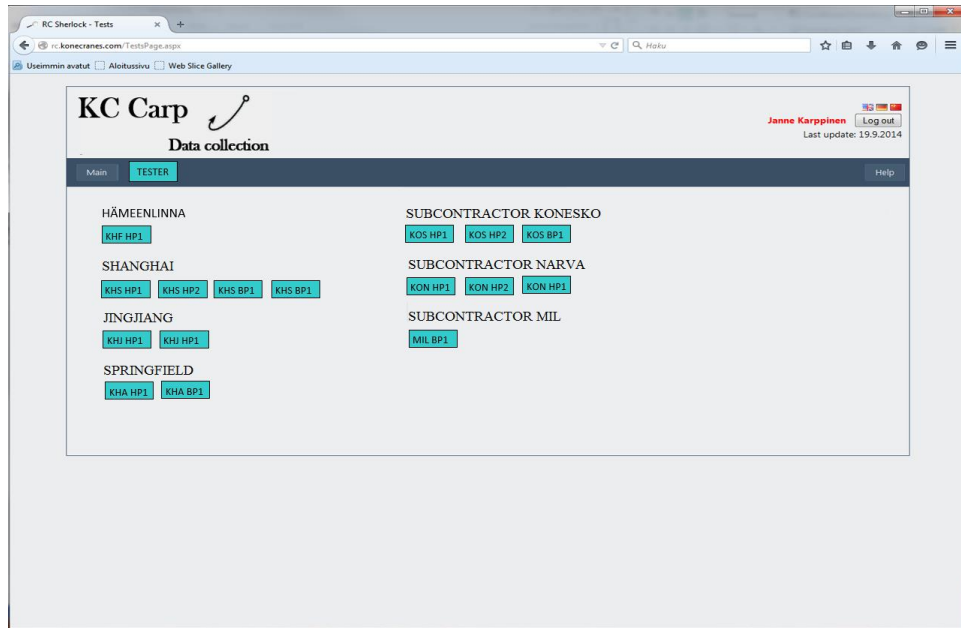 RC Sherlock - Tests
rc.konecranes.com/TestsPage.aspx
Haku
Useimmin avatut Aloitussivu Web Slice Gallery
KC Carp
Data collection
Janne Karppinen Log out
Last update: 19.9.2014
Main TESTER Help
HÄMEENLINNA
KHF HP1
SHANGHAI
KHS HP1 KHS HP2 KHS BP1 KHS BP1
JINGJIANG
KHJ HP1 KHJ HP1
SPRINGFIELD
KHA HP1 KHA BP1
SUBCONTRACTOR KONESKO
KOS HP1 KOS HP2 KOS BP1
SUBCONTRACTOR NARVA
KON HP1 KON HP2 KON HP1
SUBCONTRACTOR MIL
MIL BP1